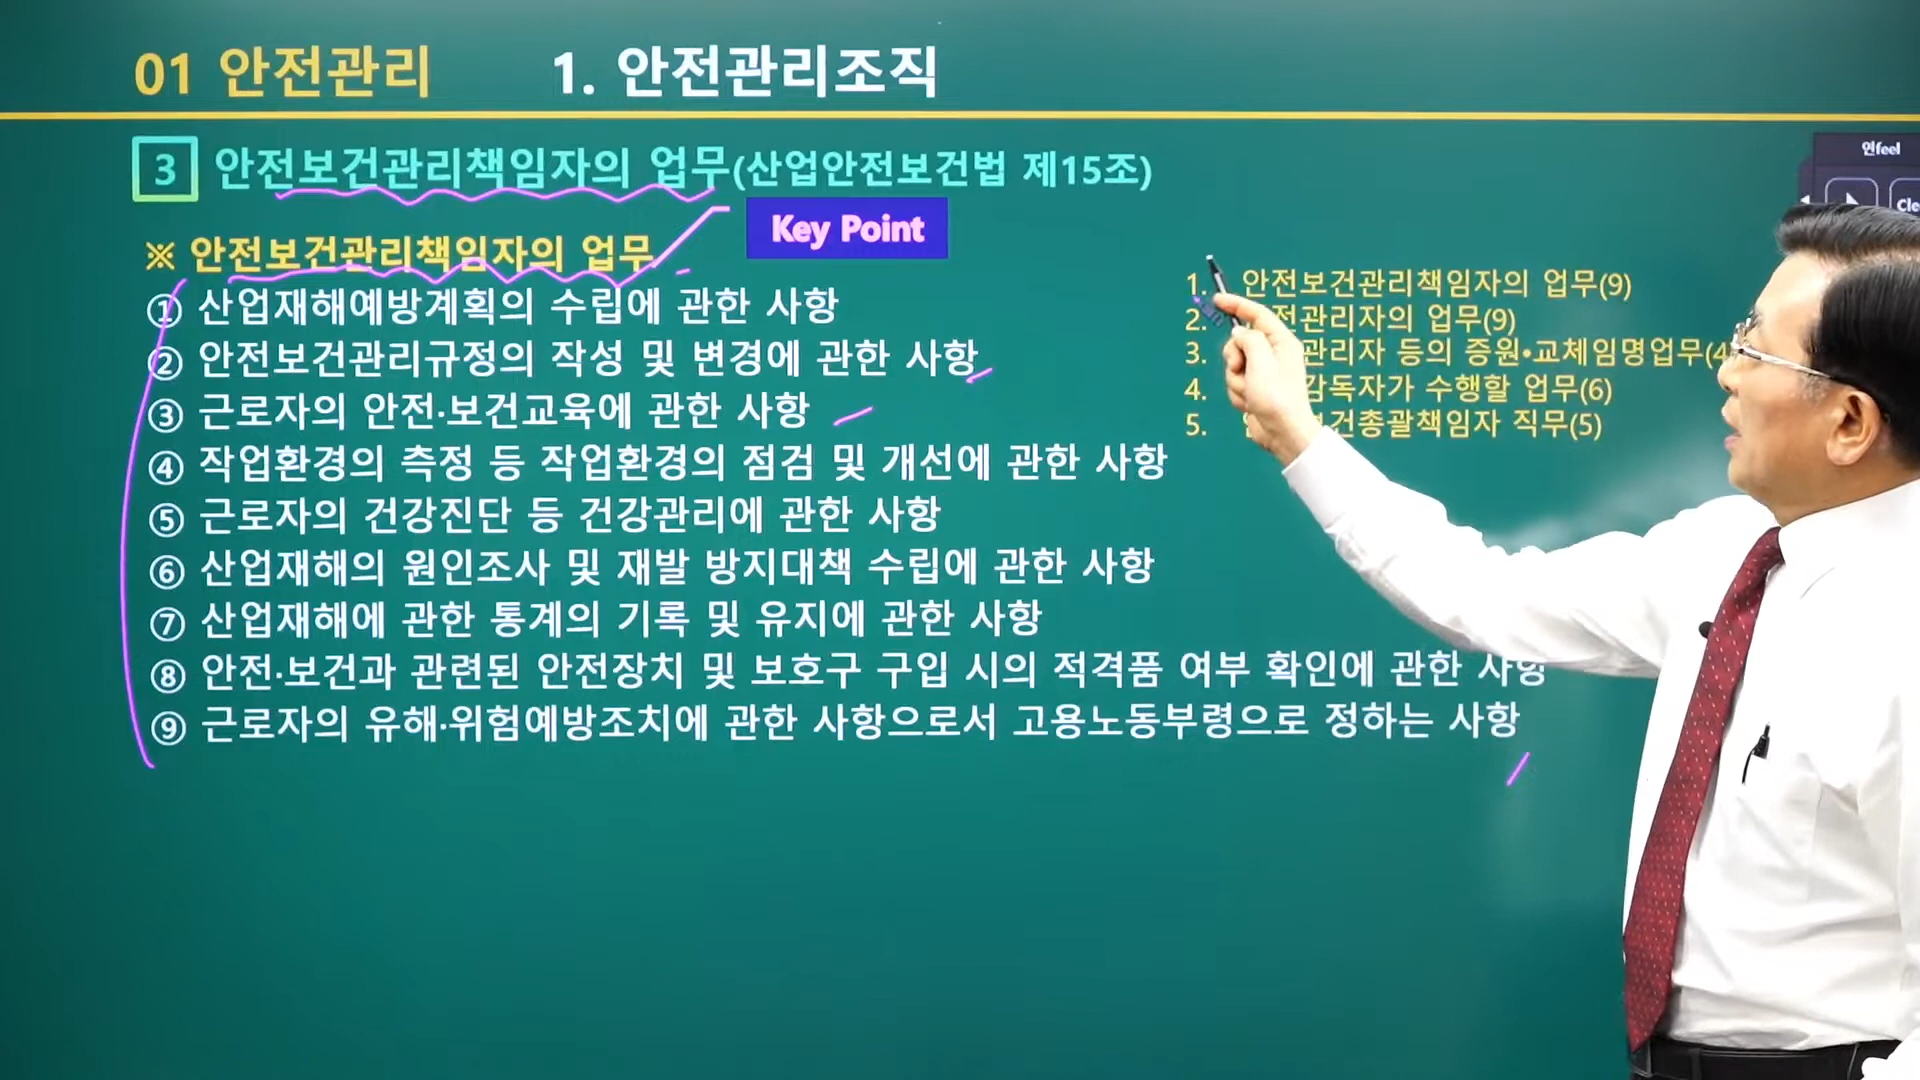 01 안전관리 1. 안전관리조직
3 안전보건관리책임자의 업무(산업안전보건법 제15조)
Key Point
※ 안전보건관리책임자의 업무
① 산업재해예방계획의 수립에 관한 사항
② 안전보건관리규정의 작성 및 변경에 관한 사항
③ 근로자의 안전·보건교육에 관한 사항
④ 작업환경의 측정 등 작업환경의 점검 및 개선에 관한 사항
⑤ 근로자의 건강진단 등 건강관리에 관한 사항
⑥ 산업재해의 원인조사 및 재발 방지대책 수립에 관한 사항
⑦ 산업재해에 관한 통계의 기록 및 유지에 관한 사항
⑧ 안전·보건과 관련된 안전장치 및 보호구 구입 시의 적격품 여부 확인에 관한 사항
⑨ 근로자의 유해·위험예방조치에 관한 사항으로서 고용노동부령으로 정하는 사항
1. 안전보건관리책임자의 업무(9)
2. 전관리자의 업무(9)
3. 관리자 등의 증원•교체임명업무(4
4. 감독자가 수행할 업무(6)
5. 건총괄책임자 직무(5)
연feel
Cle